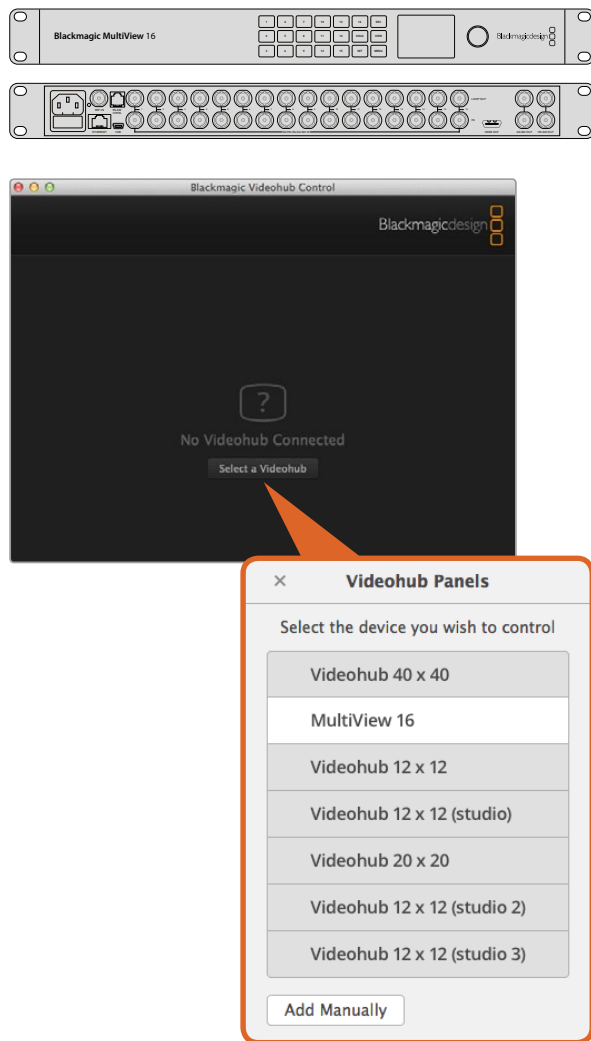 Blackmagic MultiView 16
Blackmagicdesign
Blackmagic Videohub Control
Blackmagicdesign
?
No Videohub Connected
Select a Videohub
× Videohub Panels
Select the device you wish to control
Videohub 40 x 40
MultiView 16
Videohub 12 x 12
Videohub 12 x 12 (studio)
Videohub 20 x 20
Videohub 12 x 12 (studio 2)
Videohub 12 x 12 (studio 3)
Add Manually